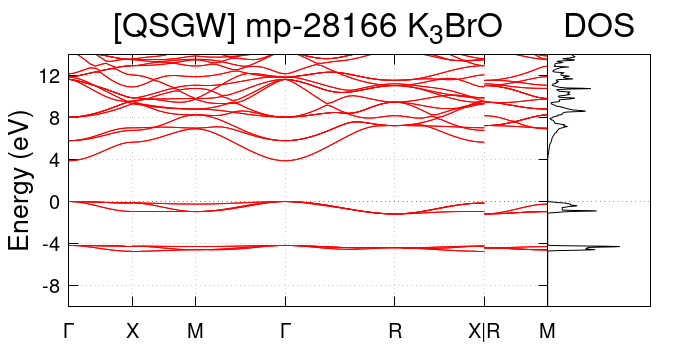 [QSGW] mp-28166 K₃BrO DOS
Energy (eV)
12
8
4
0
-4
-8
Γ X M Γ R X|R M